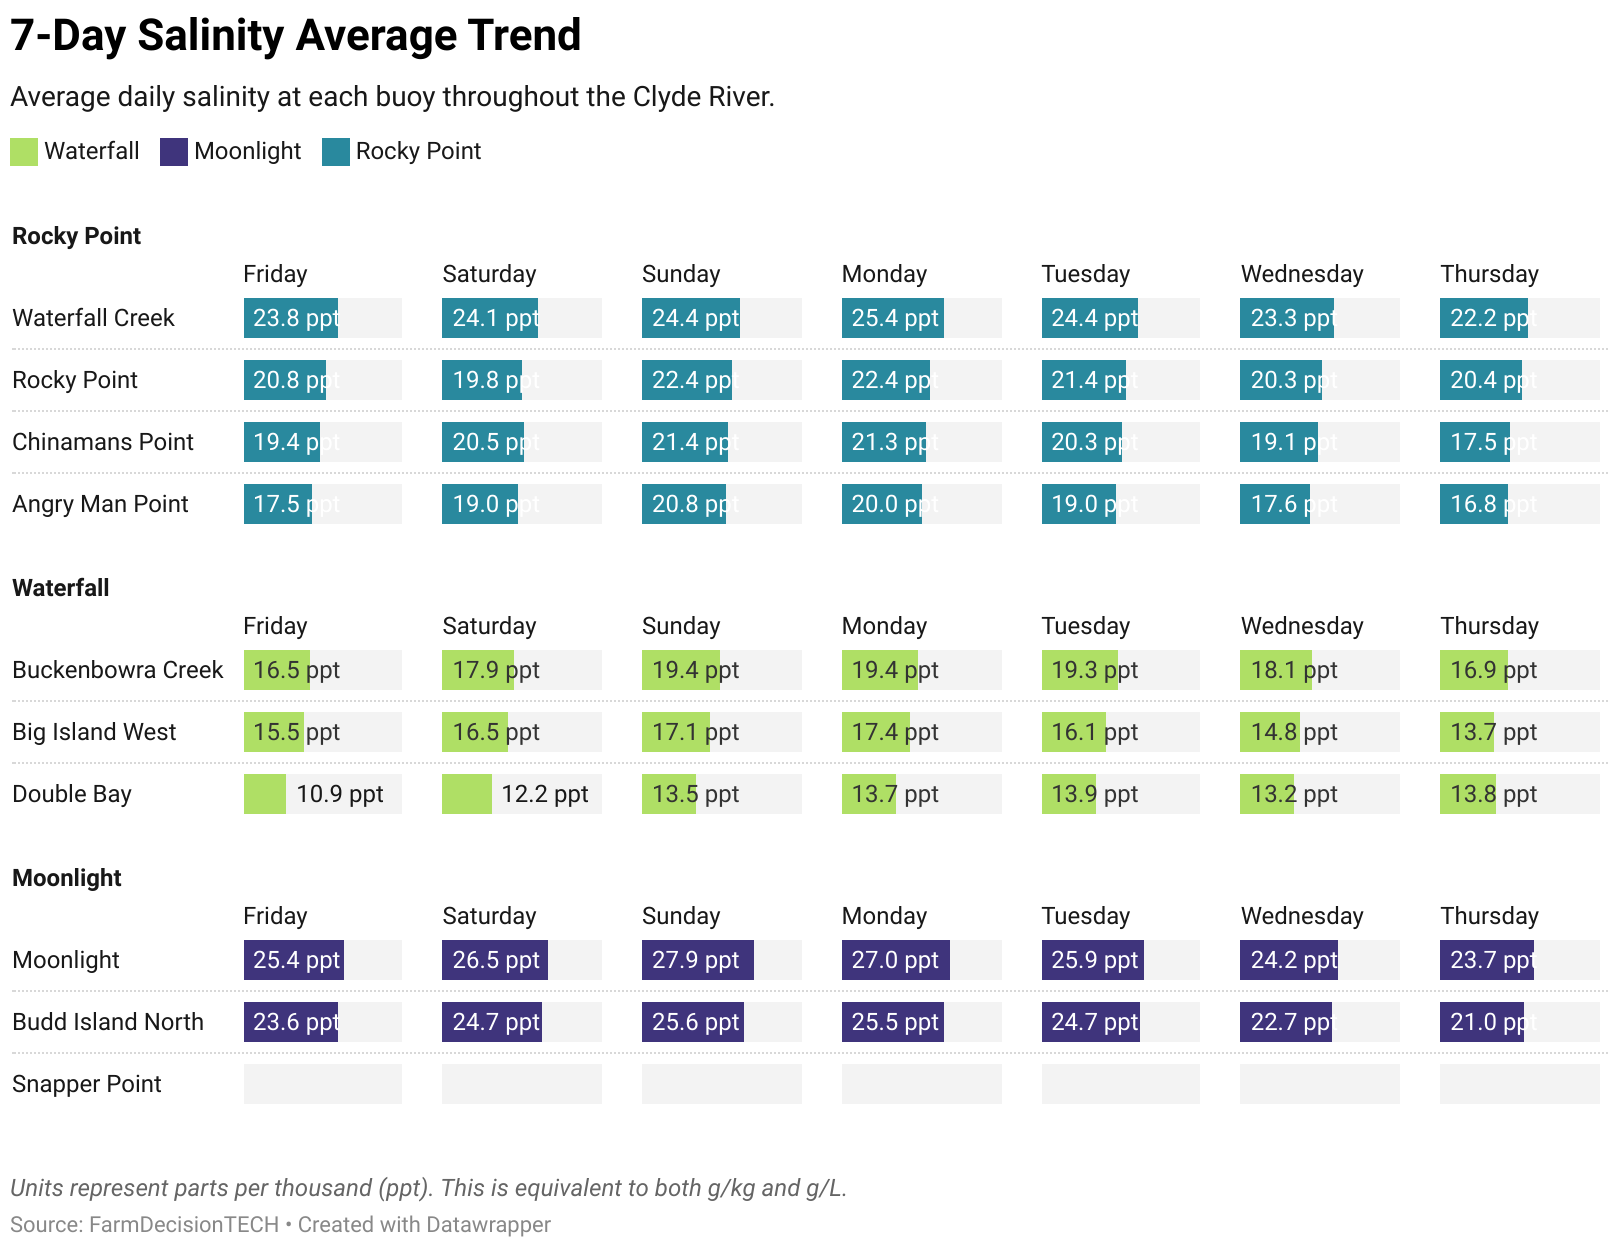 7-Day Salinity Average Trend
Average daily salinity at each buoy throughout the Clyde River.
Waterfall Moonlight Rocky Point
Rocky Point
Friday Saturday Sunday Monday Tuesday Wednesday Thursday
Waterfall Creek 23.8 ppt 24.1 ppt 24.4 ppt 25.4 ppt 24.4 ppt 23.3 ppt 22.2 ppt
Rocky Point 20.8 ppt 19.8 ppt 22.4 ppt 22.4 ppt 21.4 ppt 20.3 ppt 20.4 ppt
Chinamans Point 19.4 ppt 20.5 ppt 21.4 ppt 21.3 ppt 20.3 ppt 19.1 ppt 17.5 ppt
Angry Man Point 17.5 ppt 19.0 ppt 20.8 ppt 20.0 ppt 19.0 ppt 17.6 ppt 16.8 ppt
Waterfall
Friday Saturday Sunday Monday Tuesday Wednesday Thursday
Buckenbowra Creek 16.5 ppt 17.9 ppt 19.4 ppt 19.4 ppt 19.3 ppt 18.1 ppt 16.9 ppt
Big Island West 15.5 ppt 16.5 ppt 17.1 ppt 17.4 ppt 16.1 ppt 14.8 ppt 13.7 ppt
Double Bay 10.9 ppt 12.2 ppt 13.5 ppt 13.7 ppt 13.9 ppt 13.2 ppt 13.8 ppt
Moonlight
Friday Saturday Sunday Monday Tuesday Wednesday Thursday
Moonlight 25.4 ppt 26.5 ppt 27.9 ppt 27.0 ppt 25.9 ppt 24.2 ppt 23.7 ppt
Budd Island North 23.6 ppt 24.7 ppt 25.6 ppt 25.5 ppt 24.7 ppt 22.7 ppt 21.0 ppt
Snapper Point
Units represent parts per thousand (ppt). This is equivalent to both g/kg and g/L.
Source: FarmDecisionTECH • Created with Datawrapper